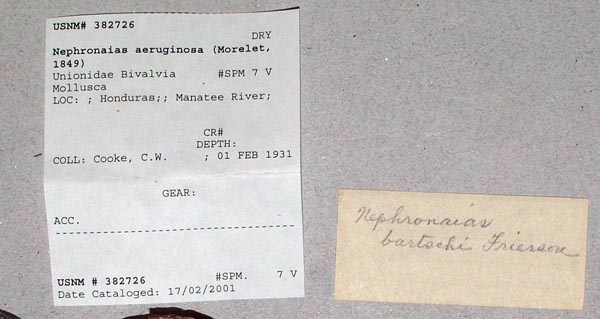 USNM# 382726
DRY
Nephronaias aeruginosa (Morelet,
1849)
Unionidae Bivalvia #SPM 7 V
Mollusca
LOC: ; Honduras;; Manatee River;
CR#
DEPTH:
COLL: Cooke, C.W. ; 01 FEB 1931
GEAR:
ACC.
USNM # 382726 #SPM. 7 V
Date Cataloged: 17/02/2001
Nephronaias
bartschi Frierson